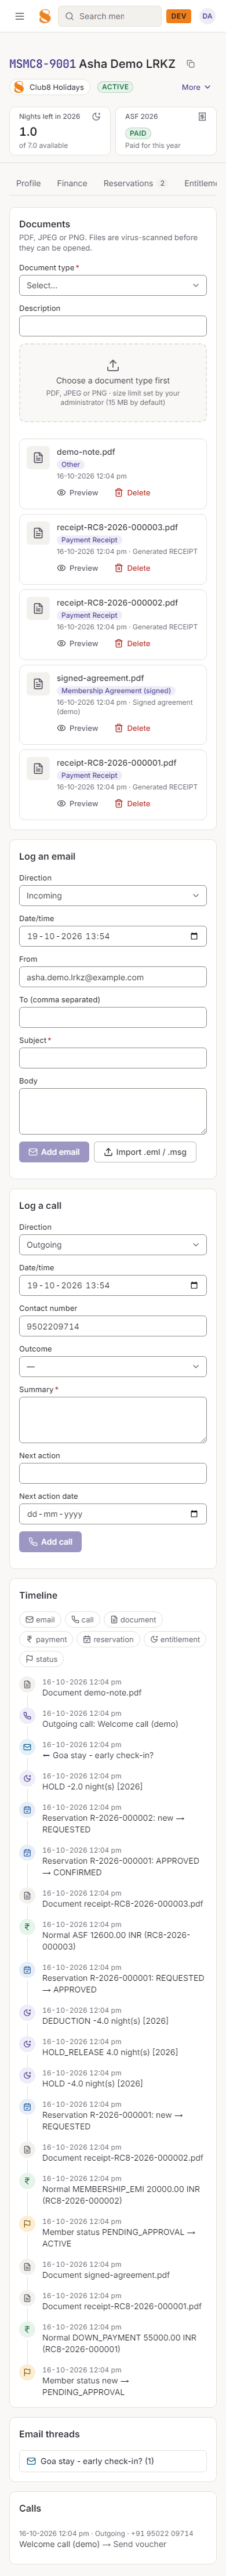 Search men
DEV
DA
MSMC8-9001 Asha Demo LRKZ
Club8 Holidays
ACTIVE
More
Nights left in 2026
1.0
of 7.0 available
ASF 2026
PAID
Paid for this year
Profile
Finance
Reservations 2
Entitleme
Documents
PDF, JPEG or PNG. Files are virus-scanned before
they can be opened.
Document type*
Select...
Description
Choose a document type first
PDF, JPEG or PNG · size limit set by your
administrator (15 MB by default)
demo-note.pdf
Other
16-10-2026 12:04 pm
Preview
Delete
receipt-RC8-2026-000003.pdf
Payment Receipt
16-10-2026 12:04 pm · Generated RECEIPT
Preview
Delete
receipt-RC8-2026-000002.pdf
Payment Receipt
16-10-2026 12:04 pm · Generated RECEIPT
Preview
Delete
signed-agreement.pdf
Membership Agreement (signed)
16-10-2026 12:04 pm · Signed agreement
(demo)
Preview
Delete
receipt-RC8-2026-000001.pdf
Payment Receipt
16-10-2026 12:04 pm · Generated RECEIPT
Preview
Delete
Log an email
Direction
Incoming
Date/time
19-10-2026 13:54
From
asha.demo.lrkz@example.com
To (comma separated)
Subject*
Body
Add email
Import .eml / .msg
Log a call
Direction
Outgoing
Date/time
19-10-2026 13:54
Contact number
9502209714
Outcome
—
Summary*
Next action
Next action date
dd-mm-yyyy
Add call
Timeline
email
call
document
₹ payment
reservation
entitlement
status
16-10-2026 12:04 pm
Document demo-note.pdf
16-10-2026 12:04 pm
Outgoing call: Welcome call (demo)
16-10-2026 12:04 pm
← Goa stay - early check-in?
16-10-2026 12:04 pm
HOLD -2.0 night(s) [2026]
16-10-2026 12:04 pm
Reservation R-2026-000002: new →
REQUESTED
16-10-2026 12:04 pm
Reservation R-2026-000001: APPROVED
→ CONFIRMED
16-10-2026 12:04 pm
Document receipt-RC8-2026-000003.pdf
₹
16-10-2026 12:04 pm
Normal ASF 12600.00 INR (RC8-2026-
000003)
16-10-2026 12:04 pm
Reservation R-2026-000001: REQUESTED
→ APPROVED
16-10-2026 12:04 pm
DEDUCTION -4.0 night(s) [2026]
16-10-2026 12:04 pm
HOLD_RELEASE 4.0 night(s) [2026]
16-10-2026 12:04 pm
HOLD -4.0 night(s) [2026]
16-10-2026 12:04 pm
Reservation R-2026-000001: new →
REQUESTED
16-10-2026 12:04 pm
Document receipt-RC8-2026-000002.pdf
₹
16-10-2026 12:04 pm
Normal MEMBERSHIP_EMI 20000.00 INR
(RC8-2026-000002)
16-10-2026 12:04 pm
Member status PENDING_APPROVAL →
ACTIVE
16-10-2026 12:04 pm
Document signed-agreement.pdf
16-10-2026 12:04 pm
Document receipt-RC8-2026-000001.pdf
₹
16-10-2026 12:04 pm
Normal DOWN_PAYMENT 55000.00 INR
(RC8-2026-000001)
16-10-2026 12:04 pm
Member status new →
PENDING_APPROVAL
Email threads
Goa stay - early check-in? (1)
Calls
16-10-2026 12:04 pm · Outgoing · +91 95022 09714
Welcome call (demo) → Send voucher